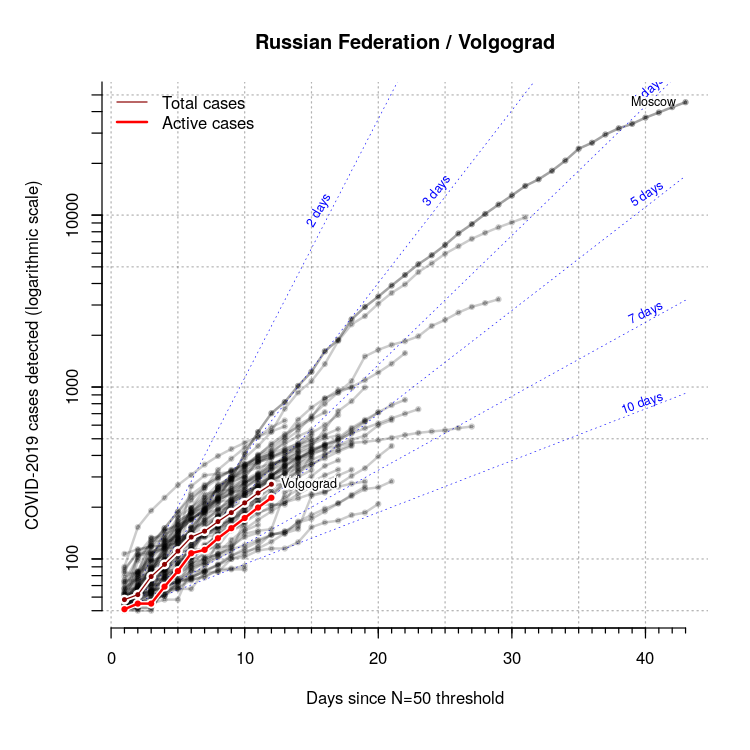 Russian Federation / Volgograd
Total cases
Active cases
2 days
3 days
days
Moscow
5 days
7 days
10 days
Volgograd
COVID-2019 cases detected (logarithmic scale)
10000
1000
100
0 10 20 30 40
Days since N=50 threshold